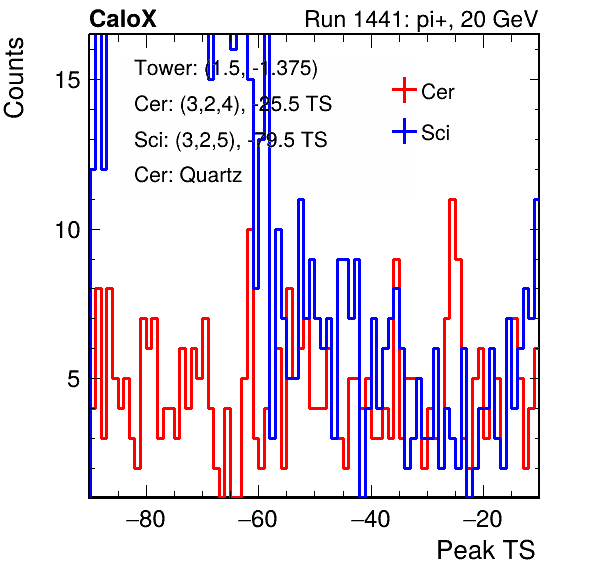 CaloX Run 1441: pi+, 20 GeV
Counts
15
10
5
Tower: (1.5, -1.375)
Cer: (3,2,4), -25.5 TS
Sci: (3,2,5), -79.5 TS
Cer: Quartz
Cer
Sci
−80 −60 −40 −20
Peak TS